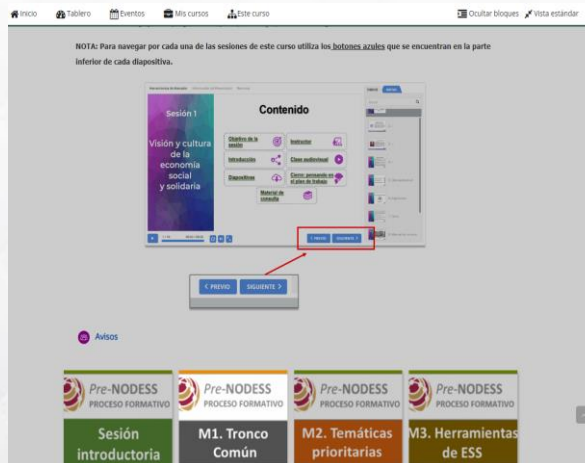 Inicio Tablero Eventos Mis cursos Este curso Ocultar bloques Vista estándar
NOTA: Para navegar por cada una de las sesiones de este curso utiliza los botones azules que se encuentran en la parte
inferior de cada diapositiva.
Sesión 1
Visión y cultura
de la
economía
social
y solidaria
Contenido
Objetivo de la
sesión
Instructor
Introducción
Clase audiovisual
Diapositivas
Cierre: pensando en
el plan de trabajo
Material de
consulta
< PREVIO SIGUIENTE >
< PREVIO SIGUIENTE >
Avisos
Pre-NODESS
PROCESO FORMATIVO
Sesión
introductoria
Pre-NODESS
PROCESO FORMATIVO
M1. Tronco
Común
Pre-NODESS
PROCESO FORMATIVO
M2. Temáticas
prioritarias
Pre-NODESS
PROCESO FORMATIVO
M3. Herramientas
de ESS